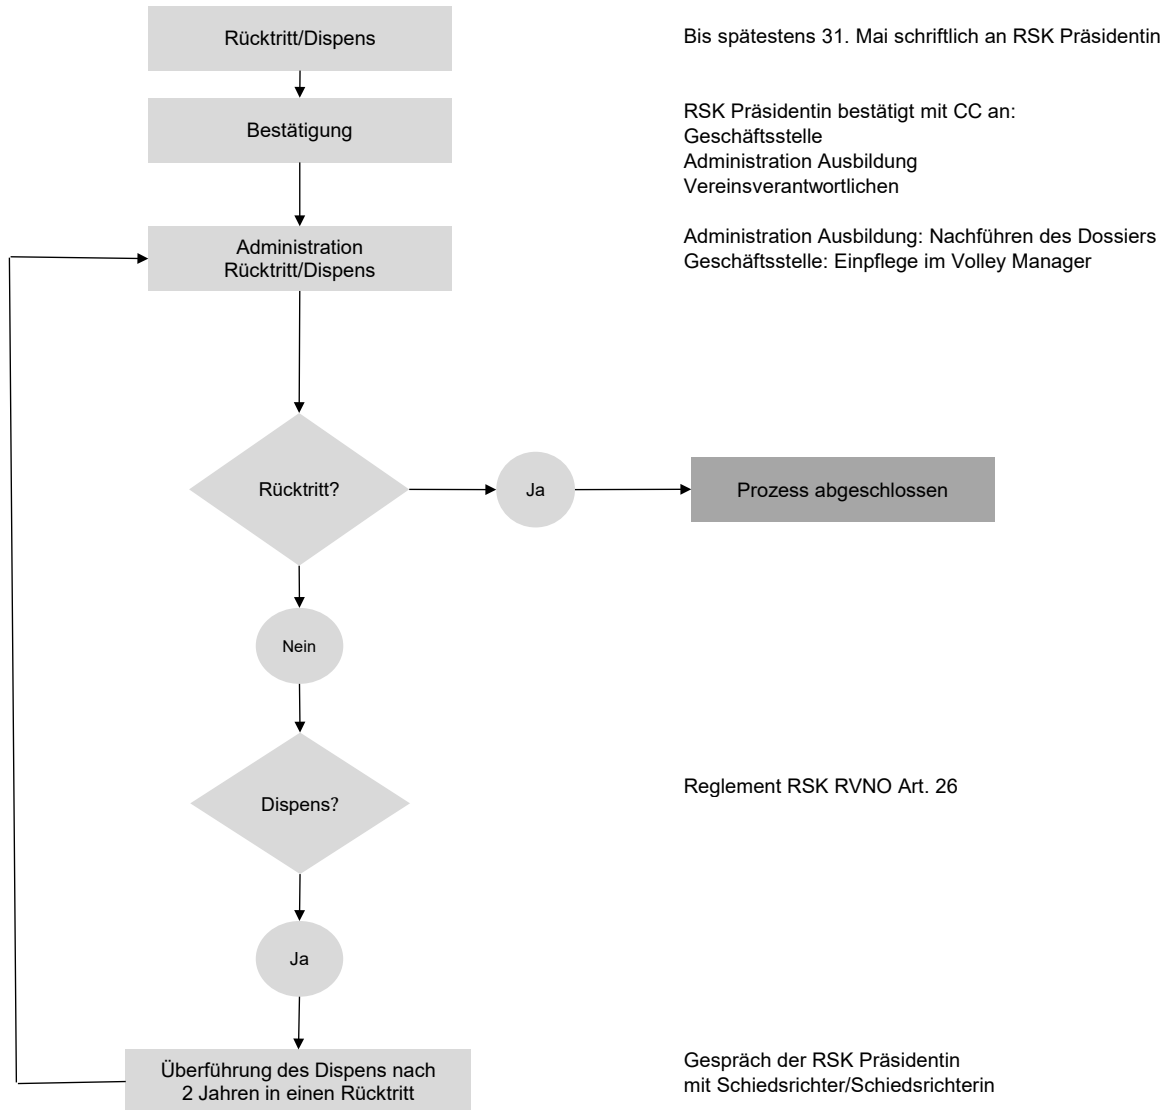 Rücktritt/Dispens
Bis spätestens 31. Mai schriftlich an RSK Präsidentin
Bestätigung
RSK Präsidentin bestätigt mit CC an:
Geschäftsstelle
Administration Ausbildung
Vereinsverantwortlichen
Administration
Rücktritt/Dispens
Administration Ausbildung: Nachführen des Dossiers
Geschäftsstelle: Einpflege im Volley Manager
Rücktritt?
Ja
Prozess abgeschlossen
Nein
Dispens?
Reglement RSK RVNO Art. 26
Ja
Überführung des Dispens nach
2 Jahren in einen Rücktritt
Gespräch der RSK Präsidentin
mit Schiedsrichter/Schiedsrichterin